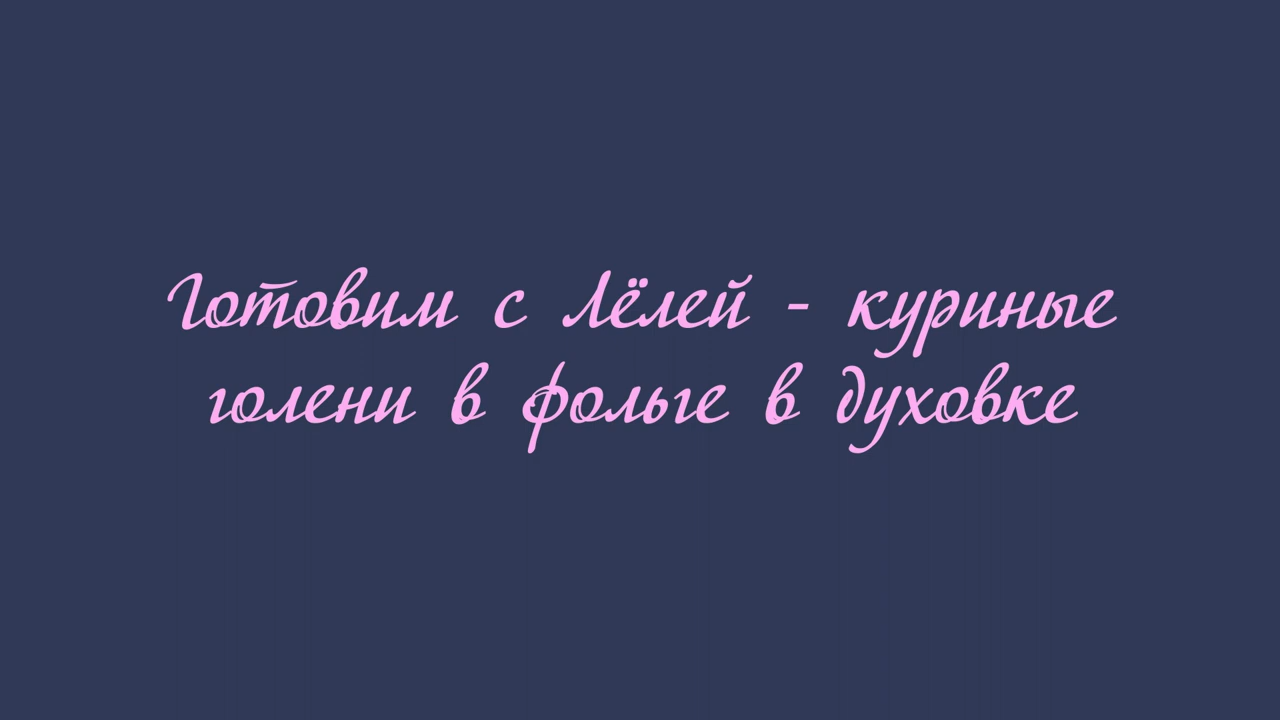 Готовим с Лёлей - куриные
голени в фольге в духовке